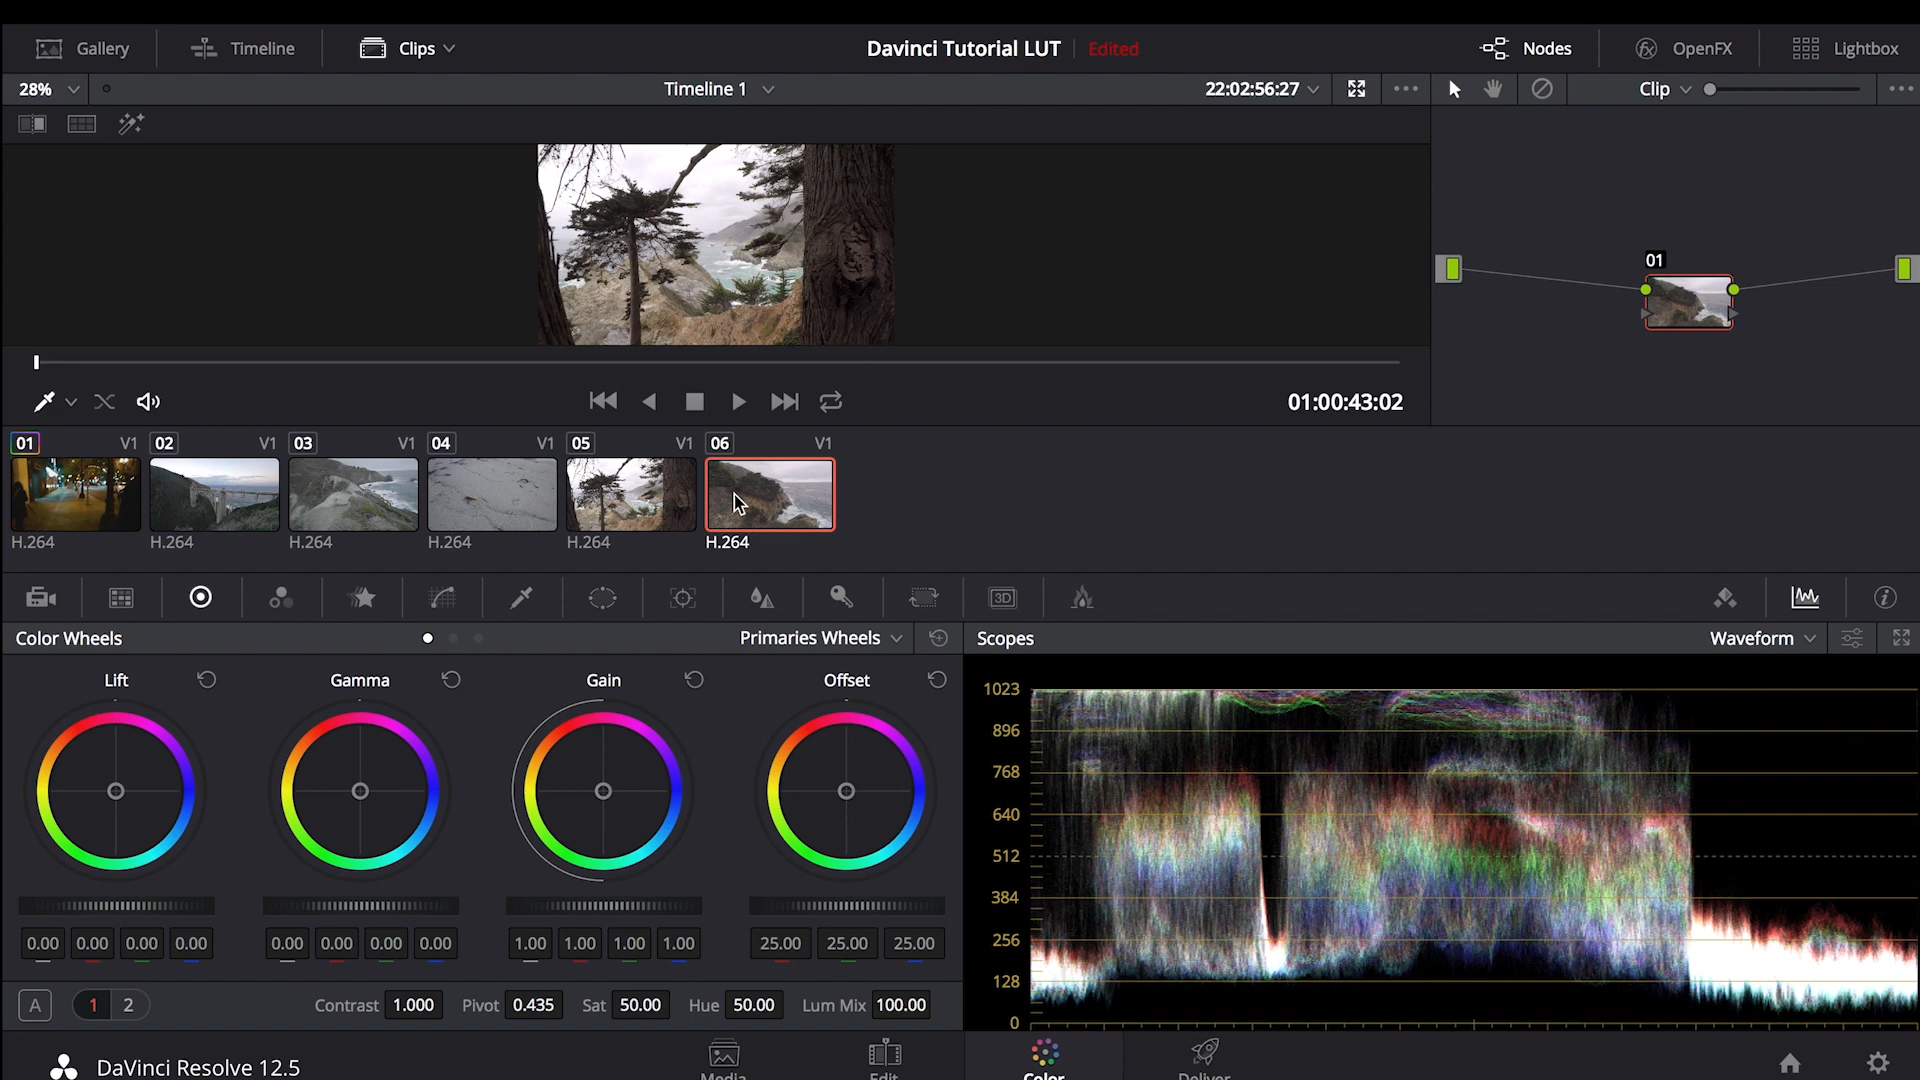 Gallery Timeline Clips Davinci Tutorial LUT Edited Nodes OpenFX Lightbox
28% Timeline 1 22:02:56:27 Clip
01
01:00:43:02
01 V1 02 V1 03 V1 04 V1 05 V1 06 V1
H.264 H.264 H.264 H.264 H.264 H.264
3D
Color Wheels Primaries Wheels Scopes Waveform
Lift Gamma Gain Offset
1023
896
768
640
512
384
256
128
0
0.00 0.00 0.00 0.00 0.00 0.00 0.00 0.00 1.00 1.00 1.00 1.00 25.00 25.00 25.00
A 1 2 Contrast 1.000 Pivot 0.435 Sat 50.00 Hue 50.00 Lum Mix 100.00
DaVinci Resolve 12.5 Media Edit Color Deliver